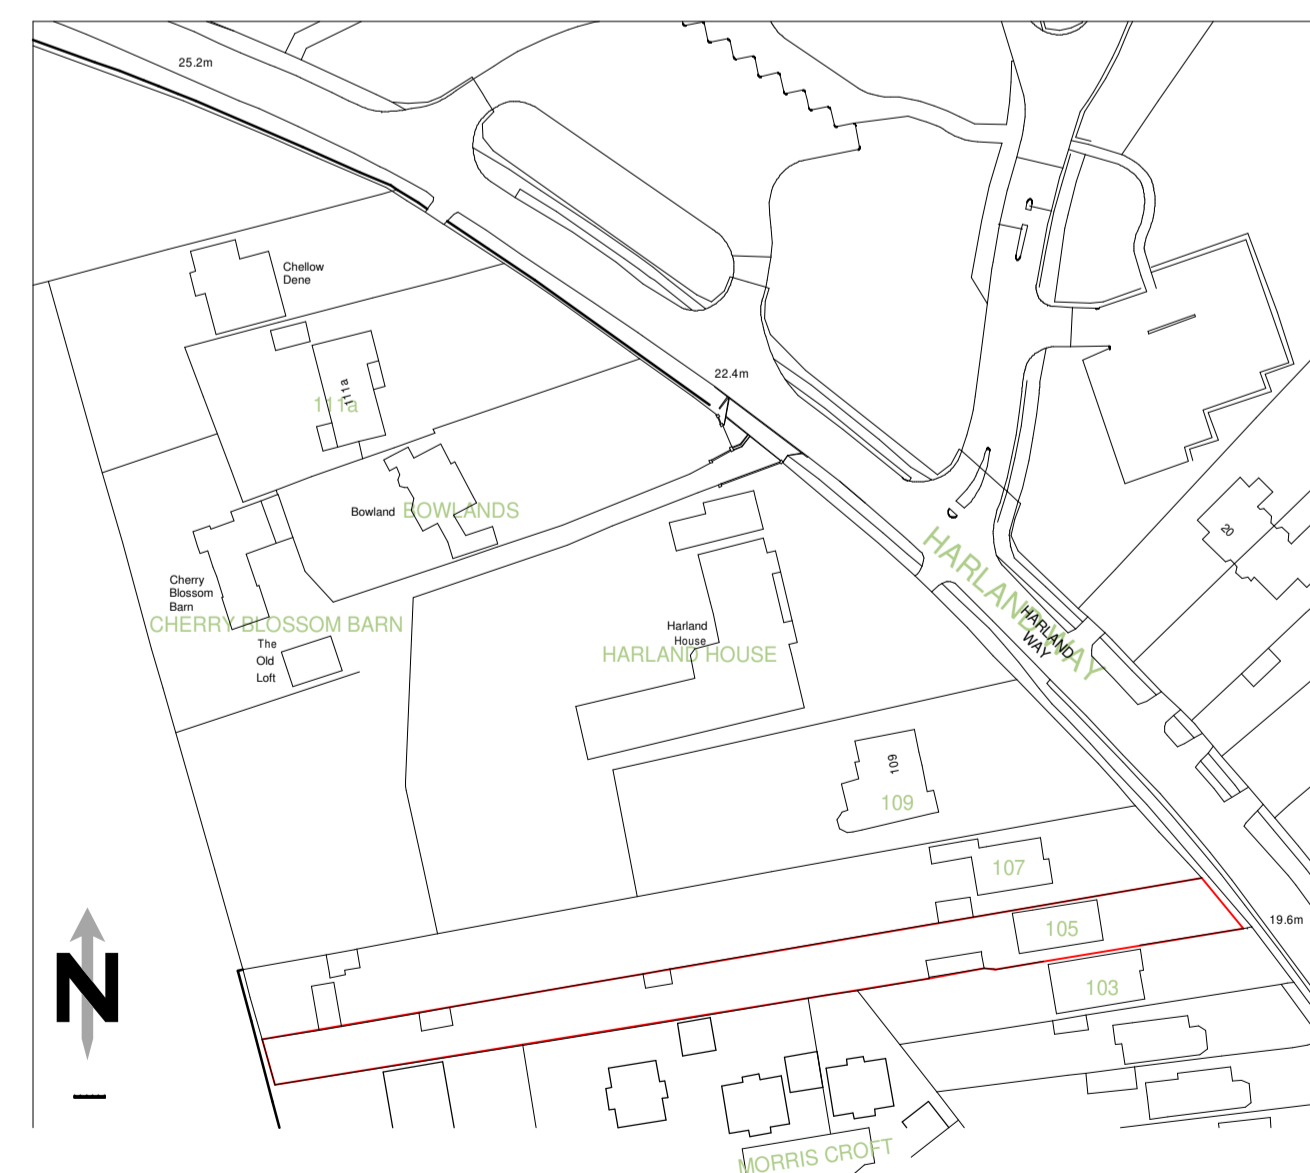 25.2m
Chellow
Dene
22.4m
111a
111a
Bowland
BOWLANDS
20
HARLAND WAY
HARLAND
WAY
Cherry
Blossom
Barn
CHERRY BLOSSOM BARN
The
Old
Loft
Harland
House
HARLAND HOUSE
109
109
107
105
19.6m
103
N
MORRIS CROFT